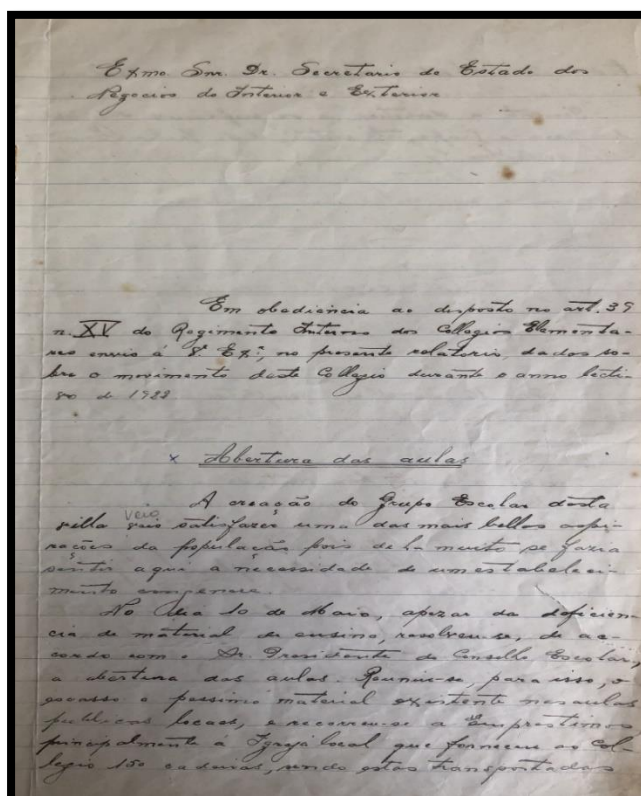 Exmo. Snr. Dr. Secretario do Estado dos
Negocios do Interior e Exterior
Em obediencia ao disposto no art. 39
n. XV do Regimento Interno dos Collegios Elementa-
res envio á Vª Exª, no presente relatorio, dados so-
bre o movimento deste Collegio durante o anno lecti-
vo de 1922
x Abertura das aulas
A creação do Grupo Escolar desta
villa veio satisfazer uma das mais bellas aspi-
rações da população pois de ha muito se fazia
sentir aqui a necessidade de um estabeleci-
mento congenere.
No dia 10 de Maio, apezar da deficien-
cia de material de ensino, resolveu-se, de ac-
cordo com o Dr. Presidente do Conselho Escolar,
a abertura das aulas. Reuniu-se, para isso, o
escasso e pessimo material existente nas aulas
publicas locaes, e recorreu-se a emprestimos,
principalmente á Igreja local que forneceu ao Col-
legio 150 cadeiras, sendo estas transportadas